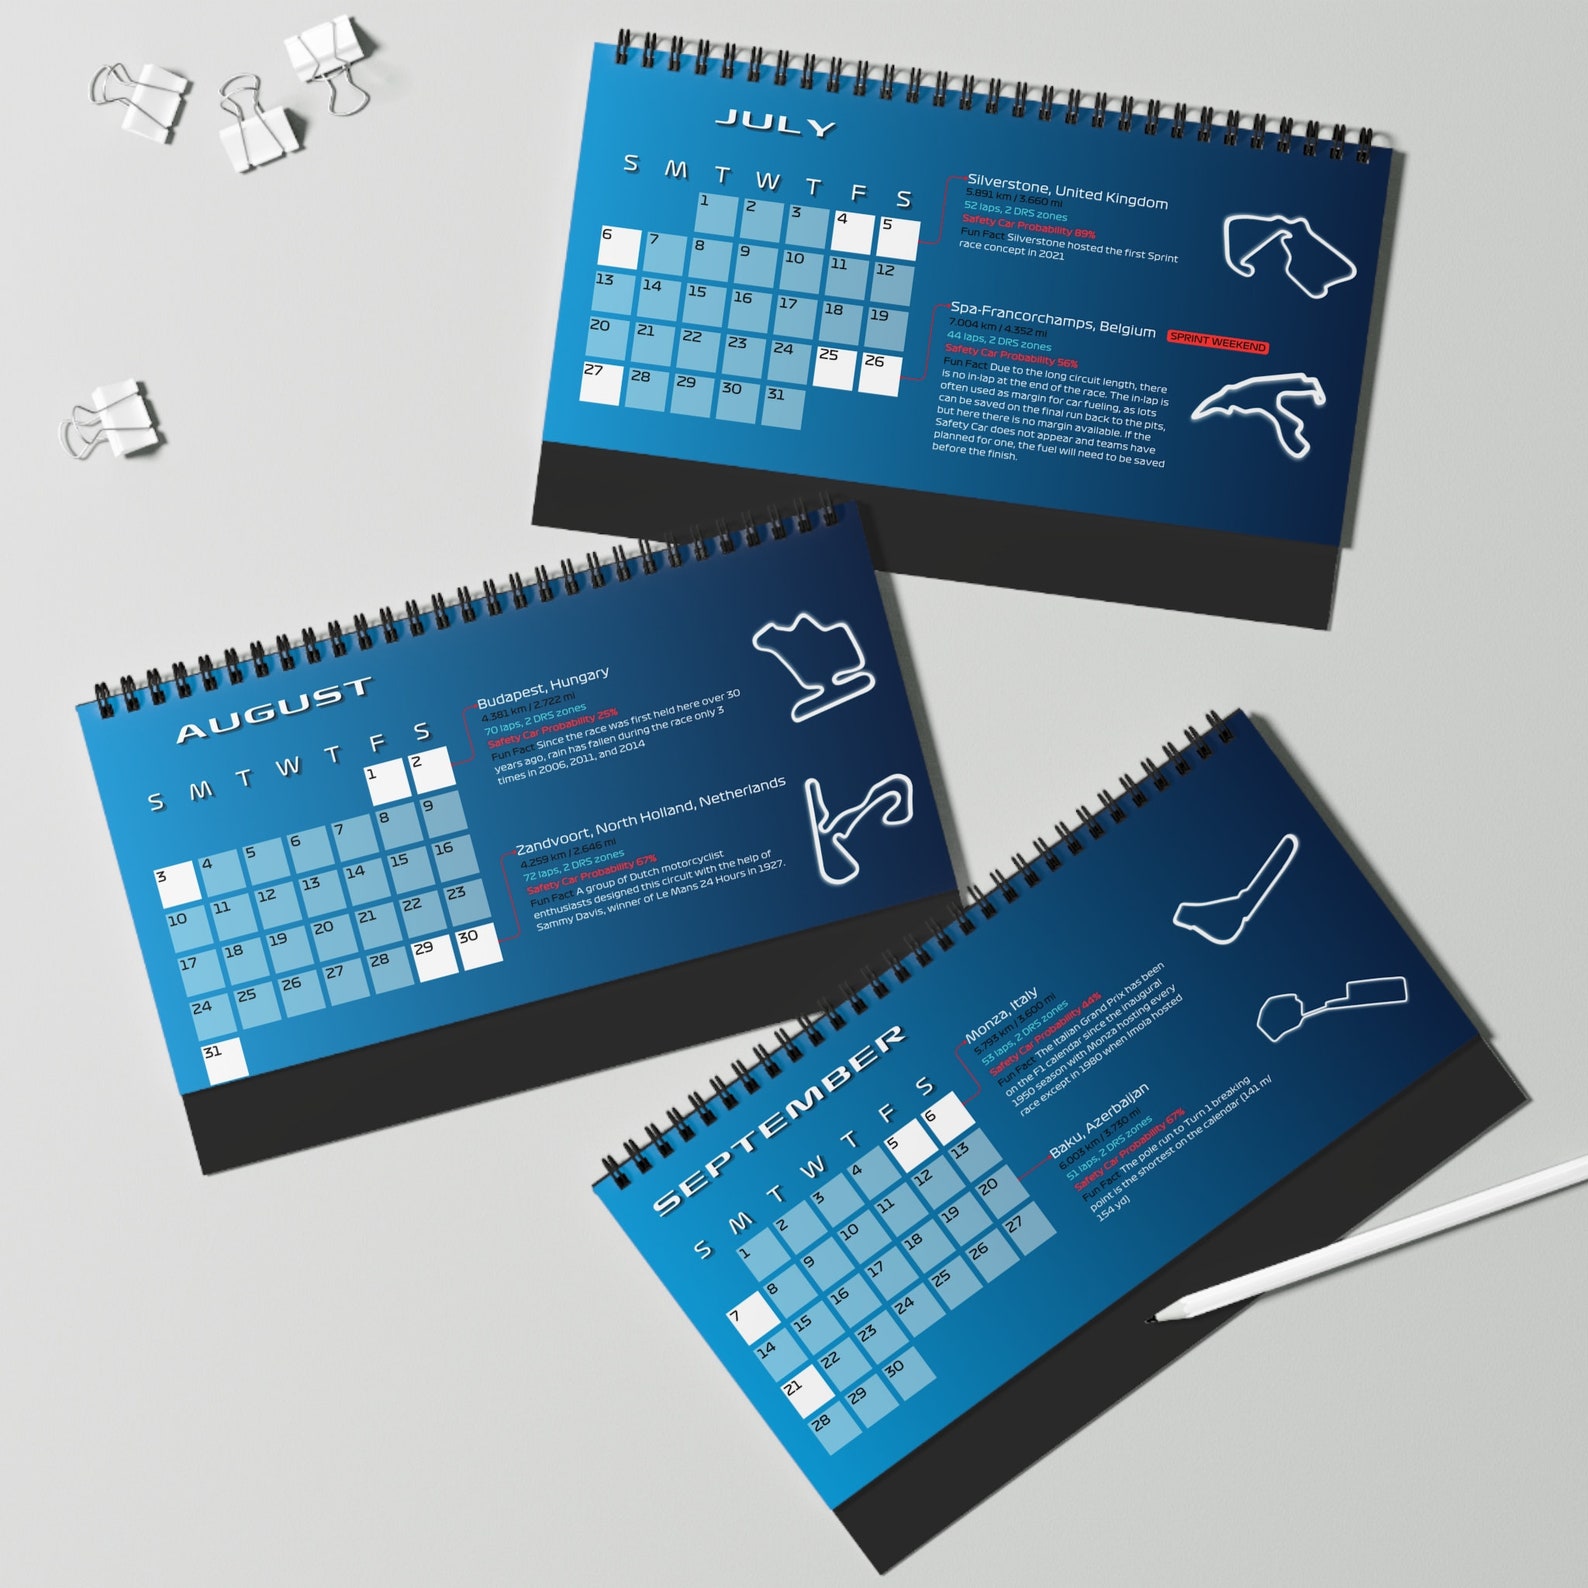 JULY
S M T W T F S
1 2 3 4 5
6 7 8 9 10 11 12
13 14 15 16 17 18 19
20 21 22 23 24 25 26
27 28 29 30 31
Silverstone, United Kingdom
5.891 km / 3.660 mi
52 laps, 2 DRS zones
Safety Car Probability 89%
Fun Fact Silverstone hosted the first Sprint
race concept in 2021
Spa-Francorchamps, Belgium SPRINT WEEKEND
7.004 km / 4.352 mi
44 laps, 2 DRS zones
Safety Car Probability 56%
Fun Fact Due to the long circuit length, there
is no in-lap at the end of the race. The in-lap is
often used as margin for car fueling, as lots
can be saved on the final run back to the pits,
but here there is no margin available. If the
Safety Car does not appear and teams have
planned for one, the fuel will need to be saved
before the finish.
AUGUST
S M T W T F S
1 2
3 4 5 6 7 8 9
10 11 12 13 14 15 16
17 18 19 20 21 22 23
24 25 26 27 28 29 30
31
Budapest, Hungary
4.381 km / 2.722 mi
70 laps, 2 DRS zones
Safety Car Probability 25%
Fun Fact Since the race was first held here over 30
years ago, rain has fallen during the race only 3
times in 2006, 2011, and 2014
Zandvoort, North Holland, Netherlands
4.259 km / 2.646 mi
72 laps, 2 DRS zones
Safety Car Probability 67%
Fun Fact A group of Dutch motorcyclist
enthusiasts designed this circuit with the help of
Sammy Davis, winner of Le Mans 24 Hours in 1927.
SEPTEMBER
S M T W T F S
1 2 3 4 5 6
7 8 9 10 11 12 13
14 15 16 17 18 19 20
21 22 23 24 25 26 27
28 29 30
Monza, Italy
5.793 km / 3.600 mi
53 laps, 2 DRS zones
Safety Car Probability 44%
Fun Fact The Italian Grand Prix has been
on the F1 calendar since the inaugural
1950 season with Monza hosting every
race except in 1980 when Imola hosted
Baku, Azerbaijan
6.003 km / 3.730 mi
51 laps, 2 DRS zones
Safety Car Probability 67%
Fun Fact The pole run to Turn 1 breaking
point is the shortest on the calendar (141 m/
154 yd)